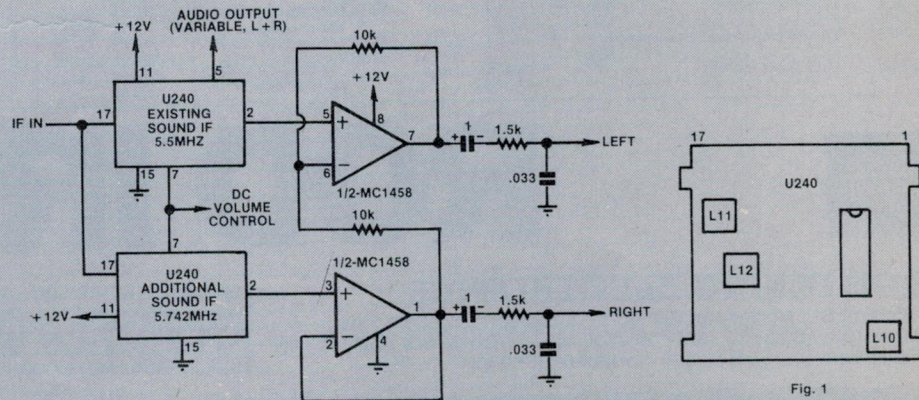 AUDIO OUTPUT
(VARIABLE, L+R)
+12V
11
5
U240
EXISTING
SOUND IF
5.5MHZ
IF IN
17
2
15
7
DC
VOLUME
CONTROL
7
U240
ADDITIONAL
SOUND IF
5.742MHz
17
2
+12V
11
15
10k
+12V
5
+
8
7
6
−
1/2-MC1458
+ 1 −
1.5k
LEFT
.033
10k
1/2-MC1458
3
+
1
2
−
4
+ 1 −
1.5k
RIGHT
.033
17
1
U240
L11
L12
L10
Fig. 1